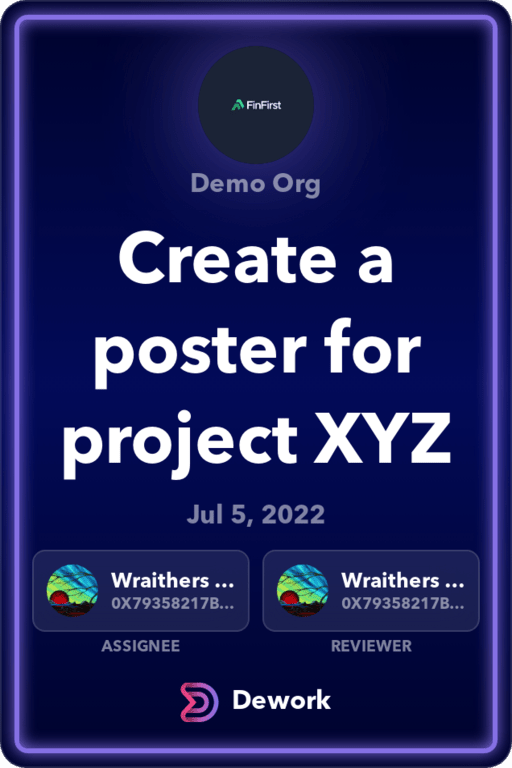 FinFirst
Demo Org
Create a
poster for
project XYZ
Jul 5, 2022
Wraithers ...
0X79358217B...
ASSIGNEE
Wraithers ...
0X79358217B...
REVIEWER
Dework